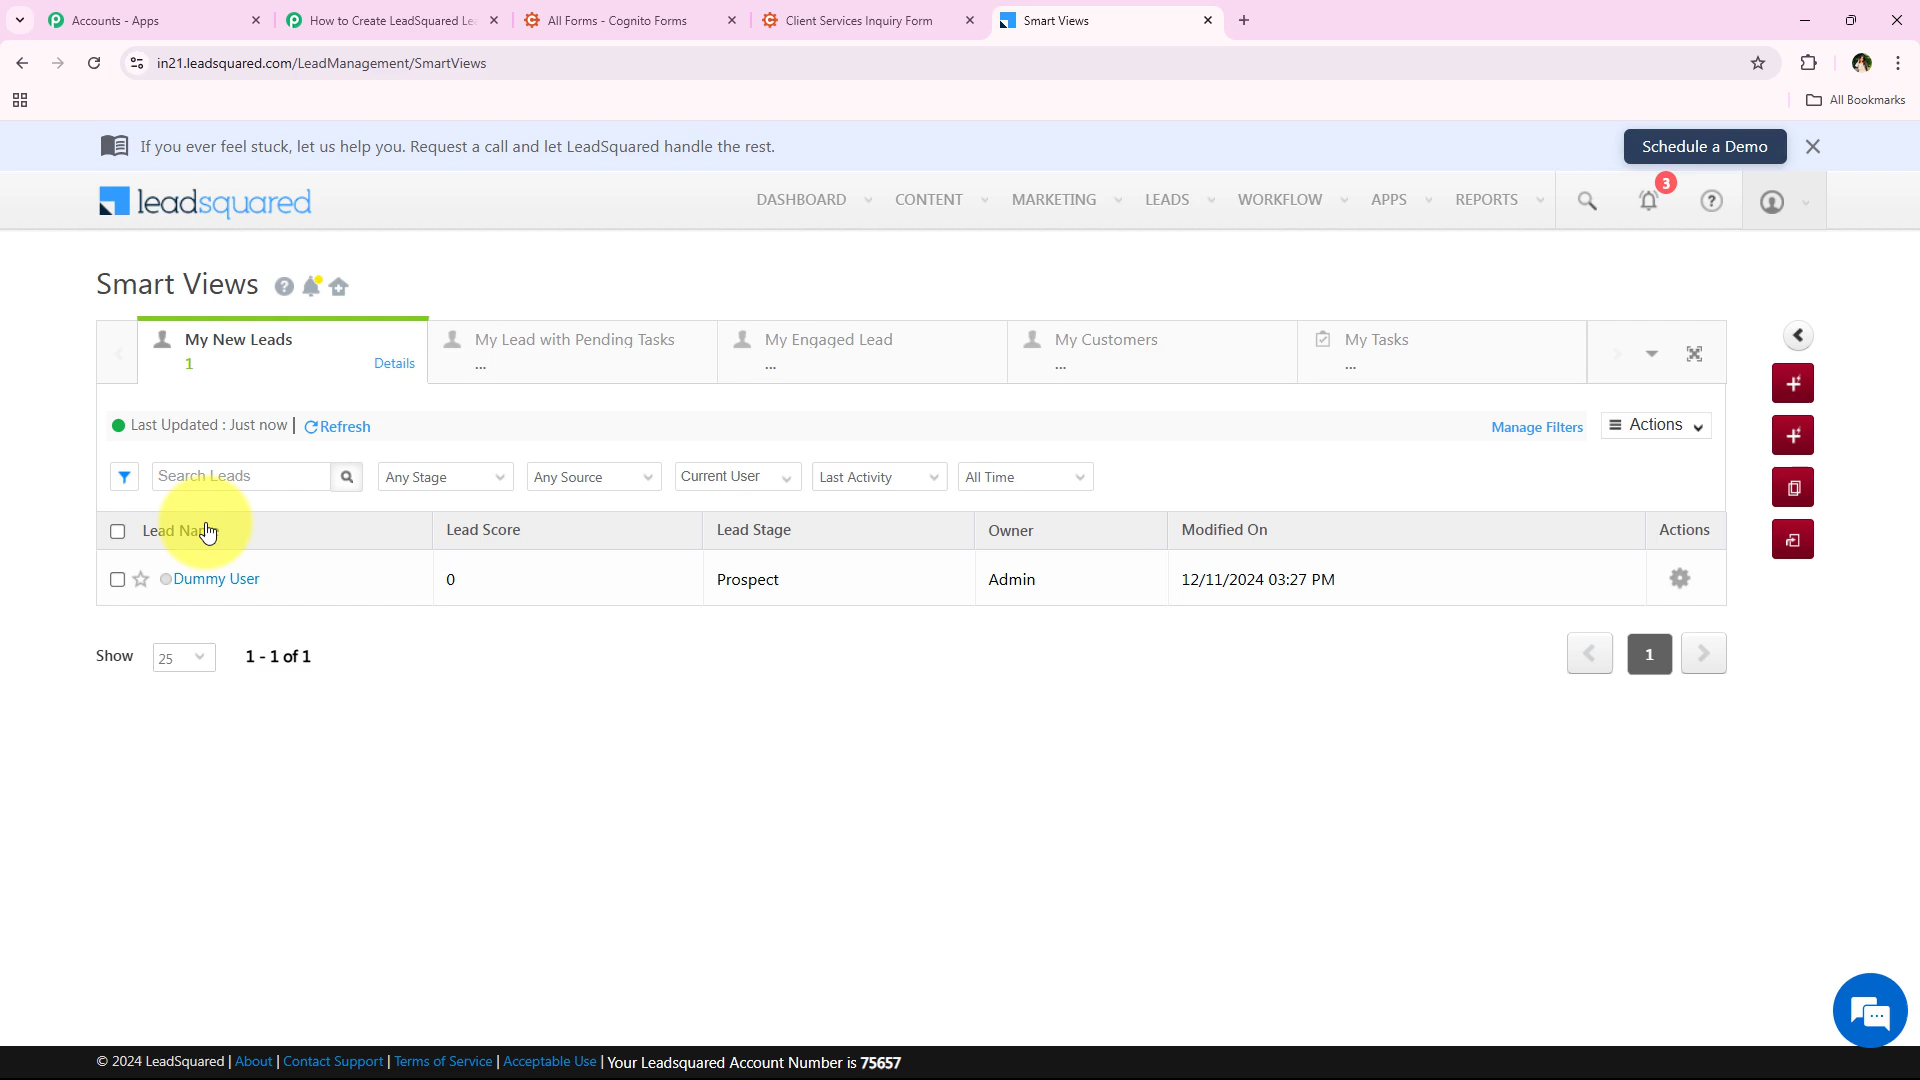 Accounts - Apps
How to Create LeadSquared Le
All Forms - Cognito Forms
Client Services Inquiry Form
Smart Views
in21.leadsquared.com/LeadManagement/SmartViews
All Bookmarks
If you ever feel stuck, let us help you. Request a call and let LeadSquared handle the rest.
Schedule a Demo
leadsquared
DASHBOARD
CONTENT
MARKETING
LEADS
WORKFLOW
APPS
REPORTS
3
Smart Views
My New Leads
1
Details
My Lead with Pending Tasks
...
My Engaged Lead
...
My Customers
...
My Tasks
...
Last Updated : Just now | Refresh
Manage Filters
Actions
Search Leads
Any Stage
Any Source
Current User
Last Activity
All Time
Lead
Lead Score
Lead Stage
Owner
Modified On
Actions
Dummy User
0
Prospect
Admin
12/11/2024 03:27 PM
Show
25
1 - 1 of 1
1
© 2024 LeadSquared | About | Contact Support | Terms of Service | Acceptable Use | Your Leadsquared Account Number is 75657